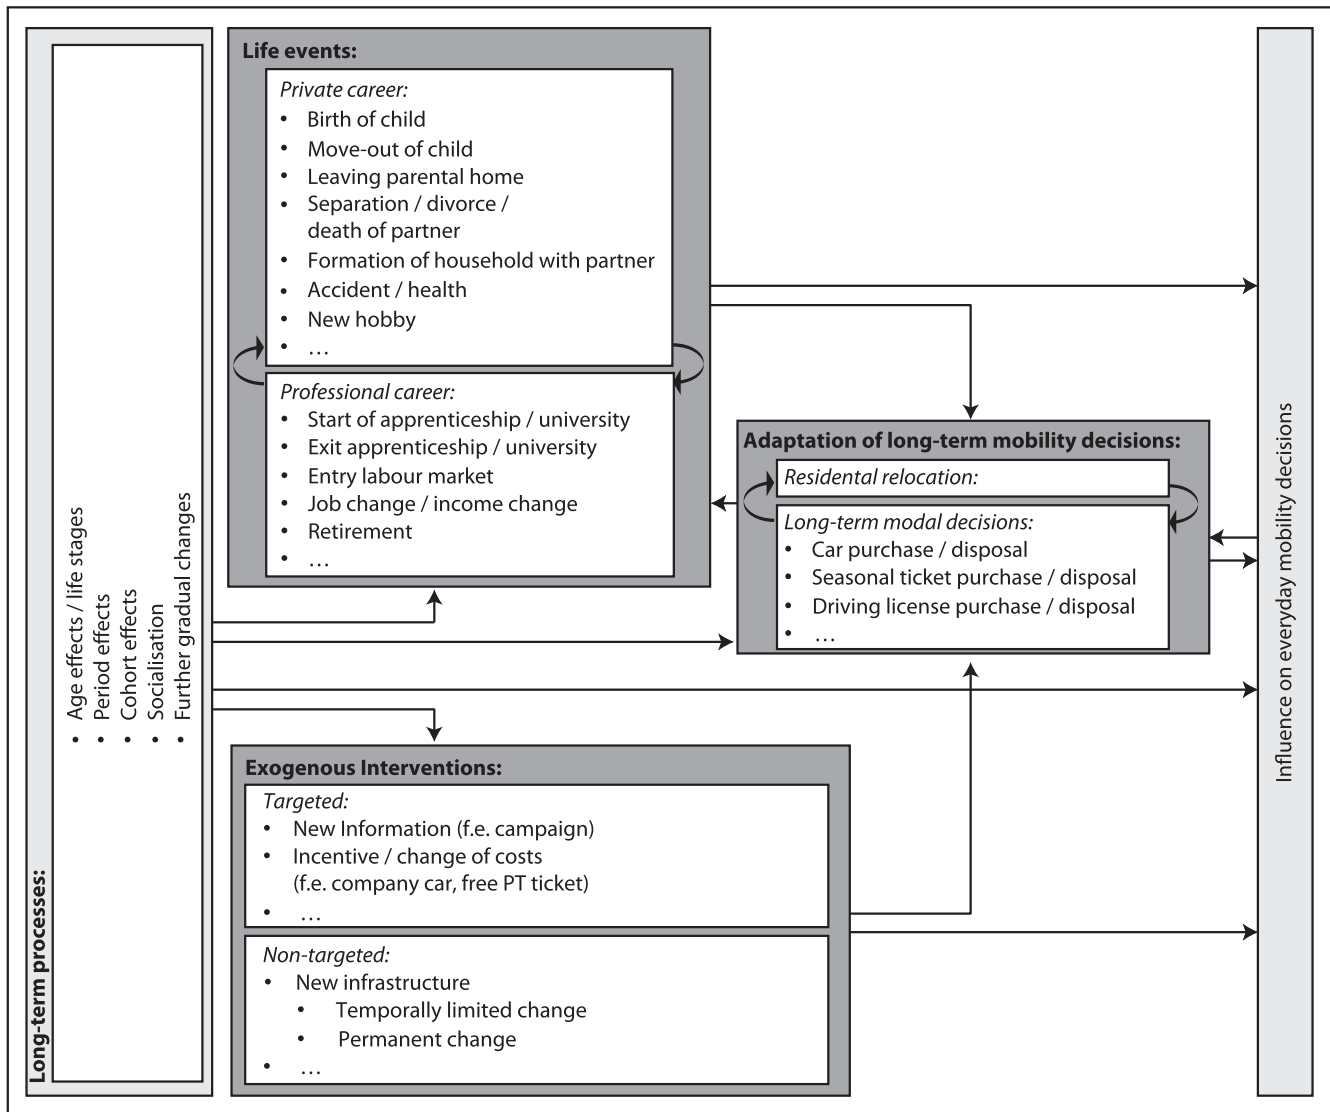 Long-term processes:
• Age effects / life stages
• Period effects
• Cohort effects
• Socialisation
• Further gradual changes
Life events:
Private career:
• Birth of child
• Move-out of child
• Leaving parental home
• Separation / divorce /
death of partner
• Formation of household with partner
• Accident / health
• New hobby
• …
Professional career:
• Start of apprenticeship / university
• Exit apprenticeship / university
• Entry labour market
• Job change / income change
• Retirement
• …
Adaptation of long-term mobility decisions:
Residental relocation:
Long-term modal decisions:
• Car purchase / disposal
• Seasonal ticket purchase / disposal
• Driving license purchase / disposal
• …
Exogenous Interventions:
Targeted:
• New Information (f.e. campaign)
• Incentive / change of costs
(f.e. company car, free PT ticket)
• …
Non-targeted:
• New infrastructure
• Temporally limited change
• Permanent change
• …
Influence on everyday mobility decisions